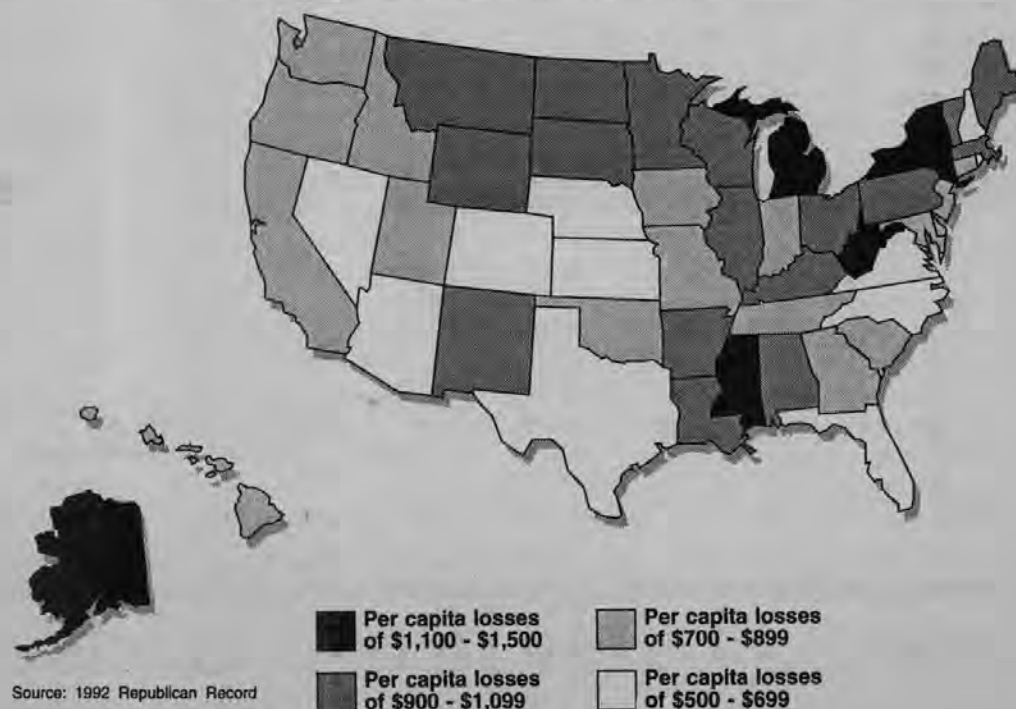 Per capita losses
of $1,100 - $1,500
Per capita losses
of $700 - $899
Per capita losses
of $900 - $1,099
Per capita losses
of $500 - $699
Source: 1992 Republican Record